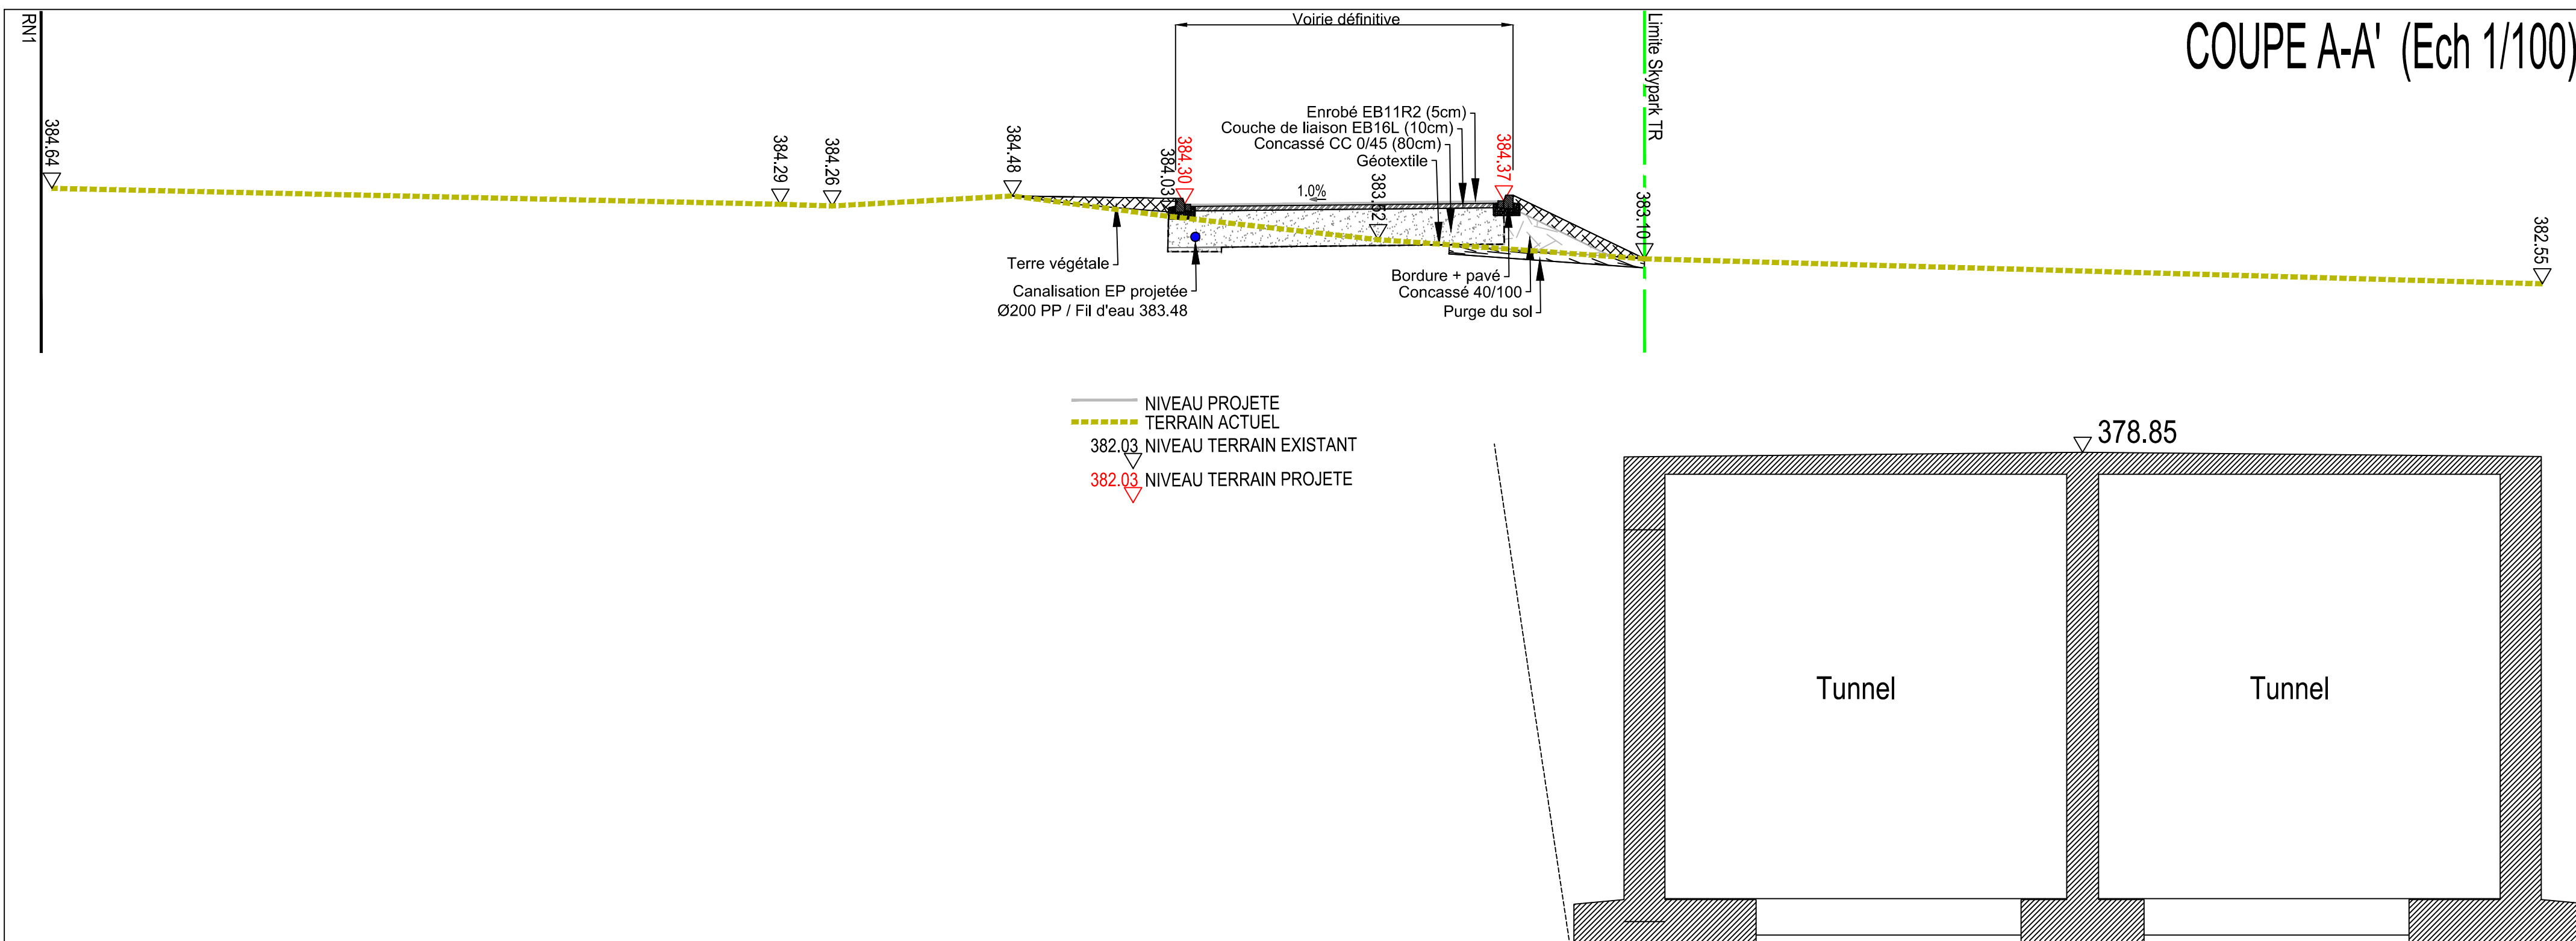 RN1
Voirie définitive
Limite Skypark TR
COUPE A-A' (Ech 1/100)
384.64
384.29
384.26
384.48
384.03
384.30
Enrobé EB11R2 (5cm)
Couche de liaison EB16L (10cm)
Concassé CC 0/45 (80cm)
Géotextile
1.0%
383.52
384.37
383.10
382.55
Terre végétale
Canalisation EP projetée
Ø200 PP / Fil d'eau 383.48
Bordure + pavé
Concassé 40/100
Purge du sol
NIVEAU PROJETE
TERRAIN ACTUEL
382.03 NIVEAU TERRAIN EXISTANT
382.03 NIVEAU TERRAIN PROJETE
378.85
Tunnel
Tunnel